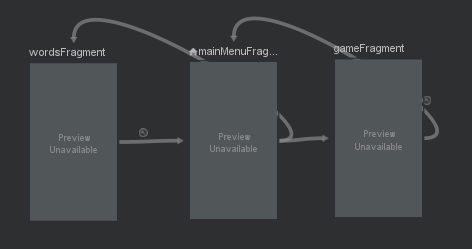 wordsFragment
mainMenuFrag...
gameFragment
Preview
Unavailable
Preview
Unavailable
Preview
Unavailable